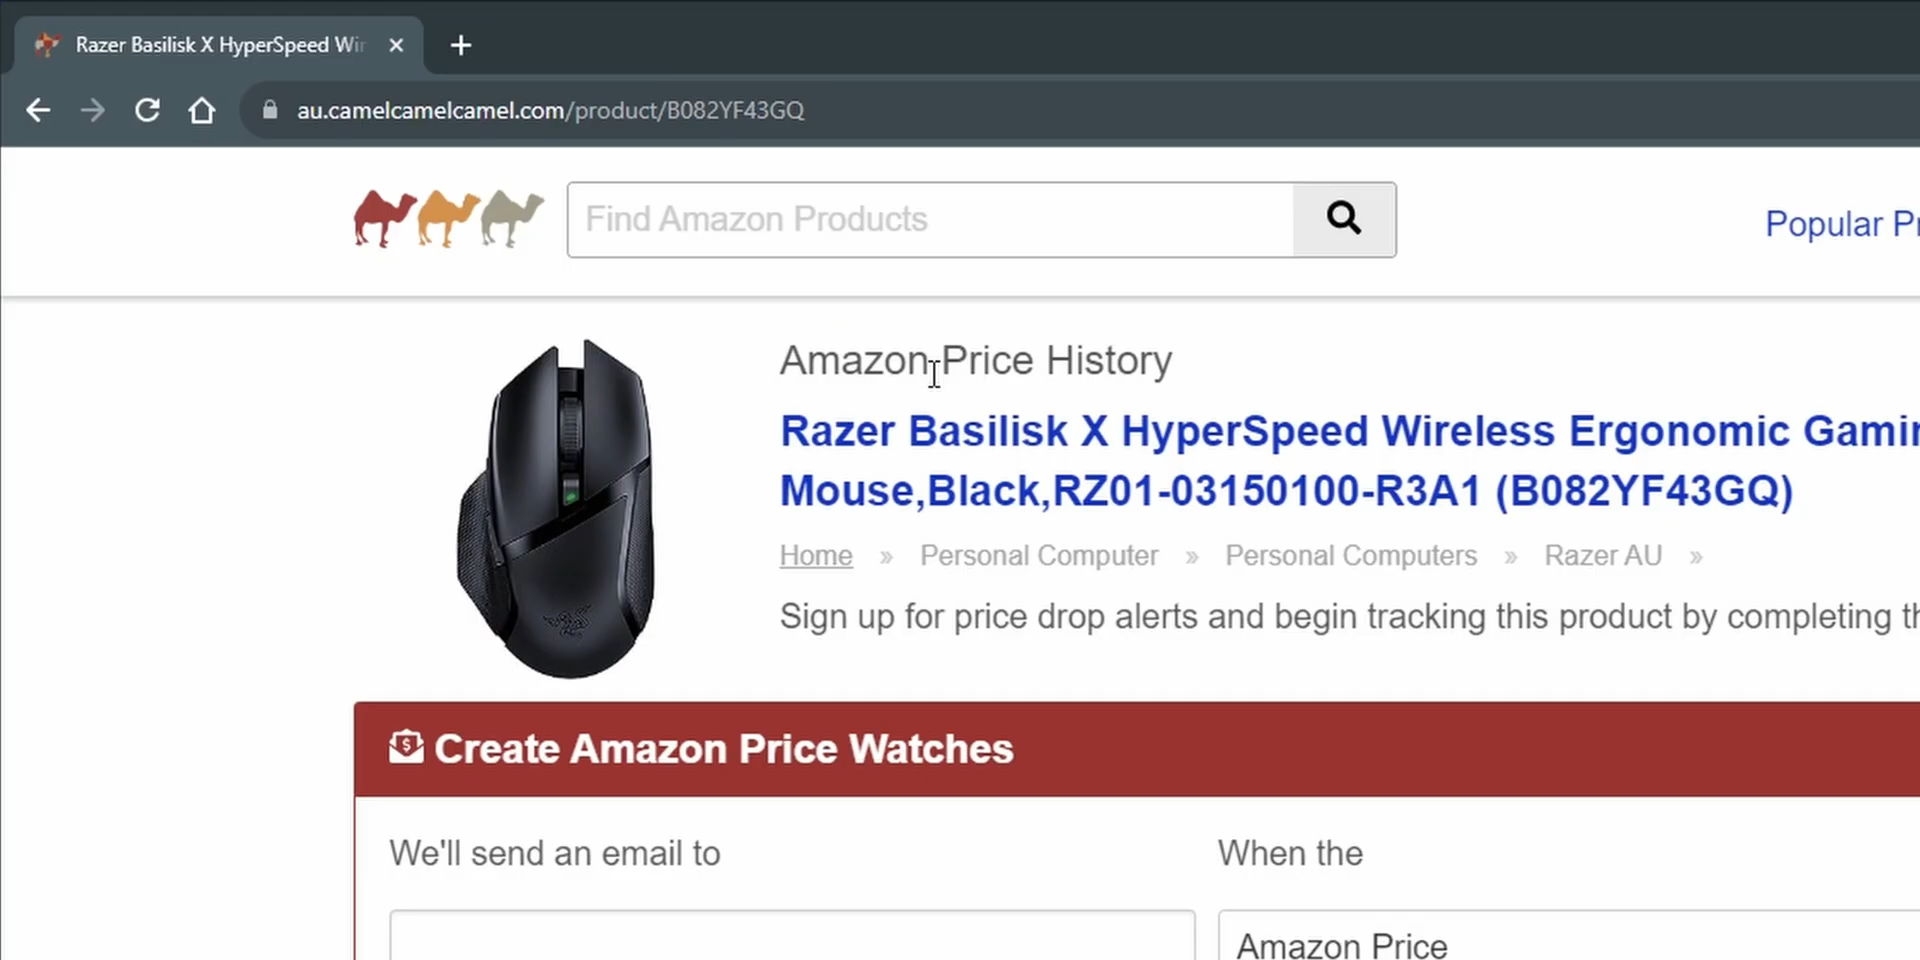 Razer Basilisk X HyperSpeed Wir
au.camelcamelcamel.com/product/B082YF43GQ
Find Amazon Products
Popular Pr
Amazon Price History
Razer Basilisk X HyperSpeed Wireless Ergonomic Gamin
Mouse,Black,RZ01-03150100-R3A1 (B082YF43GQ)
Home » Personal Computer » Personal Computers » Razer AU »
Sign up for price drop alerts and begin tracking this product by completing th
Create Amazon Price Watches
We'll send an email to
When the
Amazon Price